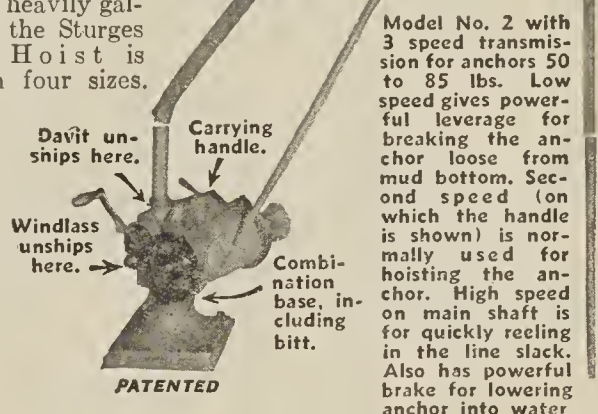 heavily gal-
the Sturges
Hoist is
four sizes.
Davit un-
ships here.
Carrying
handle.
Windlass
unships
here.
Combi-
nation
base, in-
cluding
bitt.
PATENTED
Model No. 2 with
3 speed transmis-
sion for anchors 50
to 85 lbs. Low
speed gives power-
ful leverage for
breaking the an-
chor loose from
mud bottom. Sec-
ond speed (on
which the handle
is shown) is nor-
mally used for
hoisting the an-
chor. High speed
on main shaft is
for quickly reeling
in the line slack.
Also has powerful
brake for lowering
anchor into water